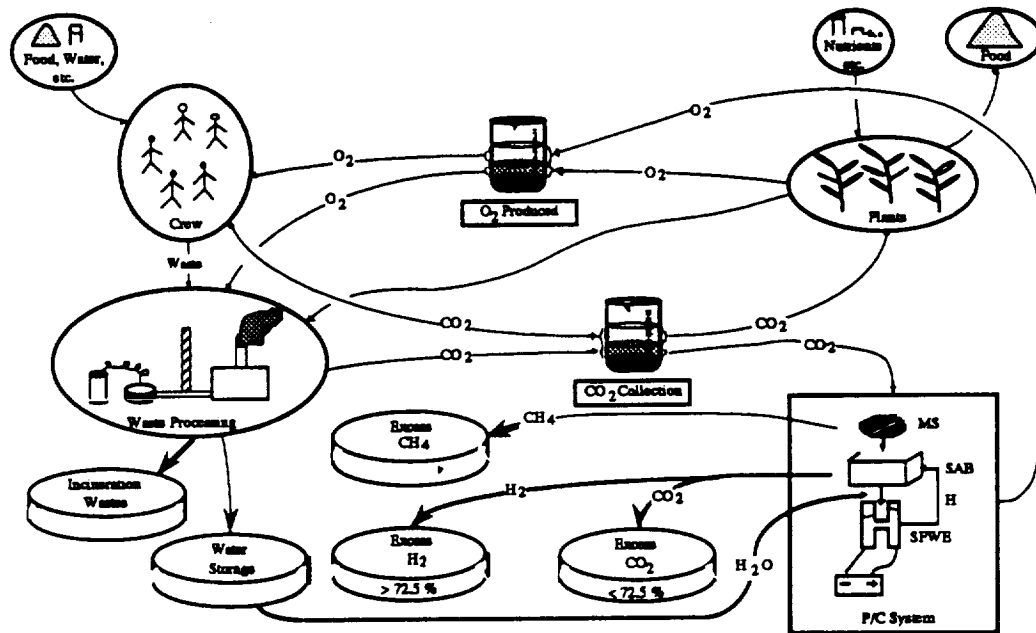 Food, Water,
etc.
Nutrients
etc.
Food
O₂
O₂
O₂
O₂
O₂ Produced
Crew
Plants
Waste
CO₂
CO₂
CO₂
CO₂
CO₂ Collection
Waste Processing
Excess
CH₄
CH₄
MS
SAB
H
SPWE
P/C System
Incineration
Wastes
H₂
CO₂
H₂O
Water
Storage
Excess
H₂
> 72.5 %
Excess
CO₂
< 72.5 %